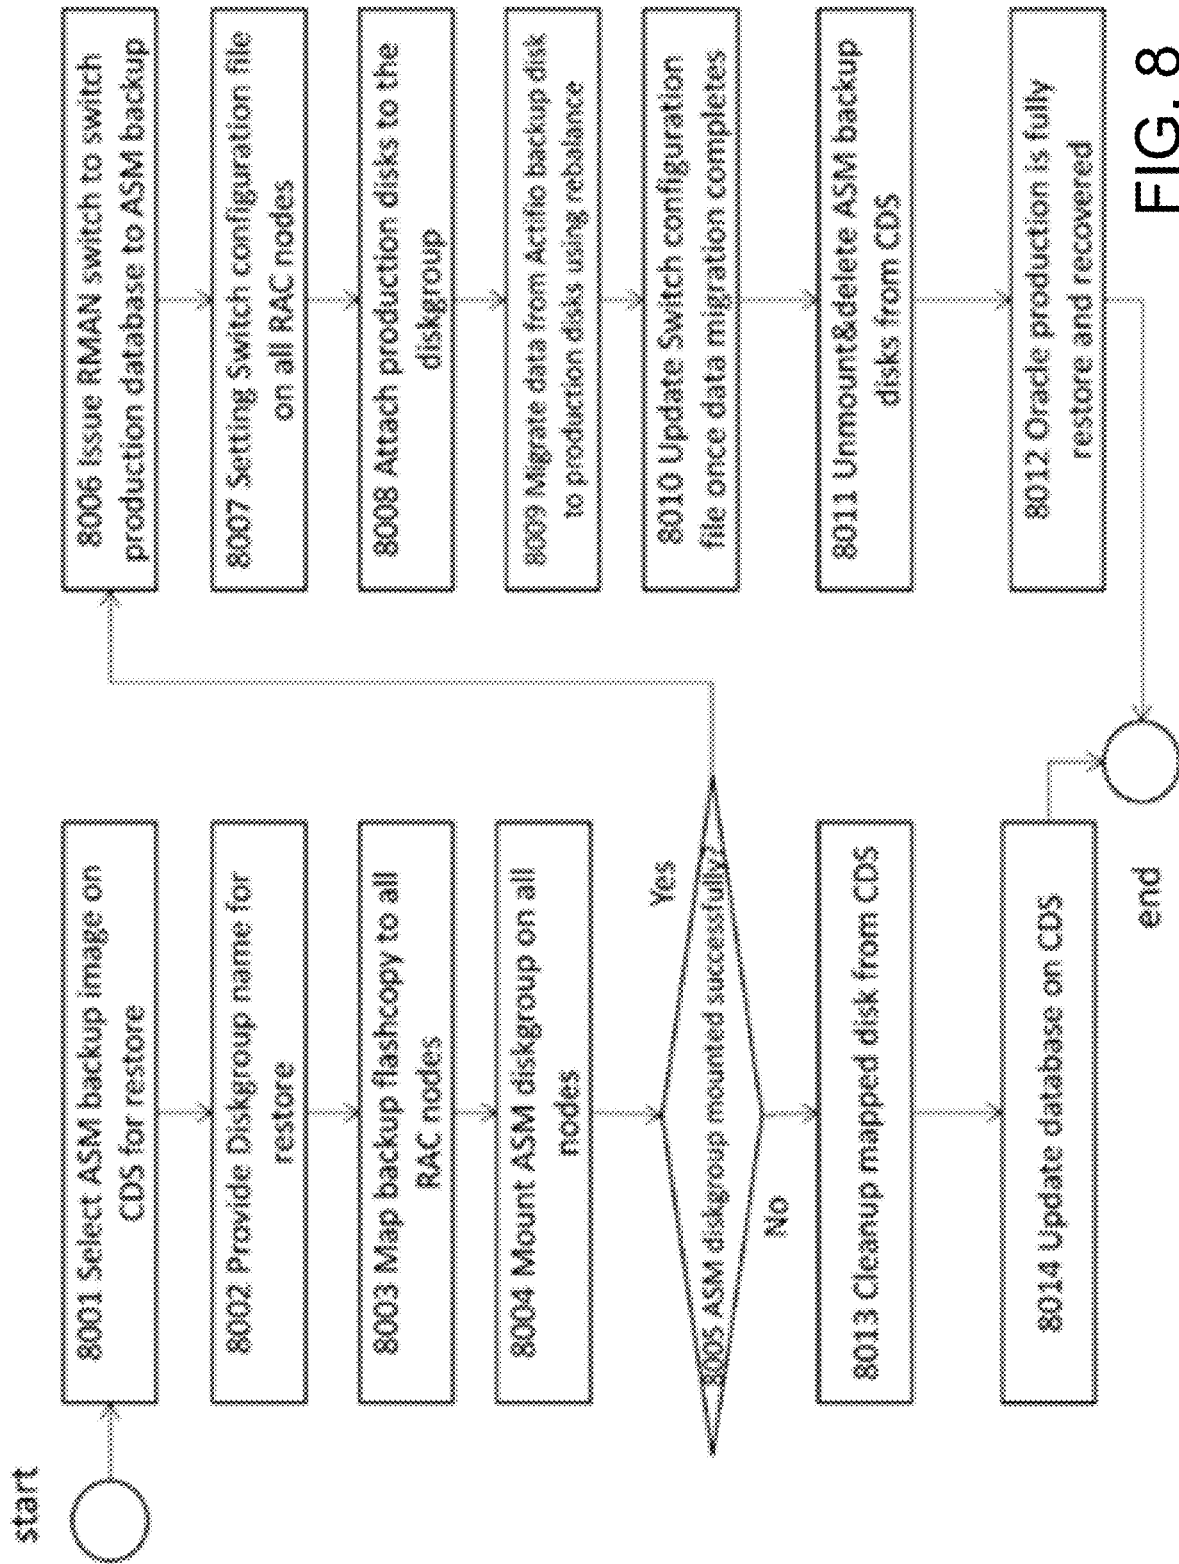 start
8001 Select ASM backup image on
CDS for restore
8002 Provide Diskgroup name for
restore
8003 Map backup flashcopy to all
RAC nodes
8004 Mount ASM diskgroup on all
nodes
8005 ASM diskgroup mounted successfully?
Yes
No
8013 Cleanup mapped disk from CDS
8014 Update database on CDS
end
8006 Issue RMAN switch to switch
production database to ASM backup
8007 Setting Switch configuration file
on all RAC nodes
8008 Attach production disks to the
diskgroup
8009 Migrate data from Actifio backup disk
to production disks using rebalance
8010 Update Switch configuration
file once data migration completes
8011 Unmount&delete ASM backup
disks from CDS
8012 Oracle production is fully
restore and recovered
FIG. 8